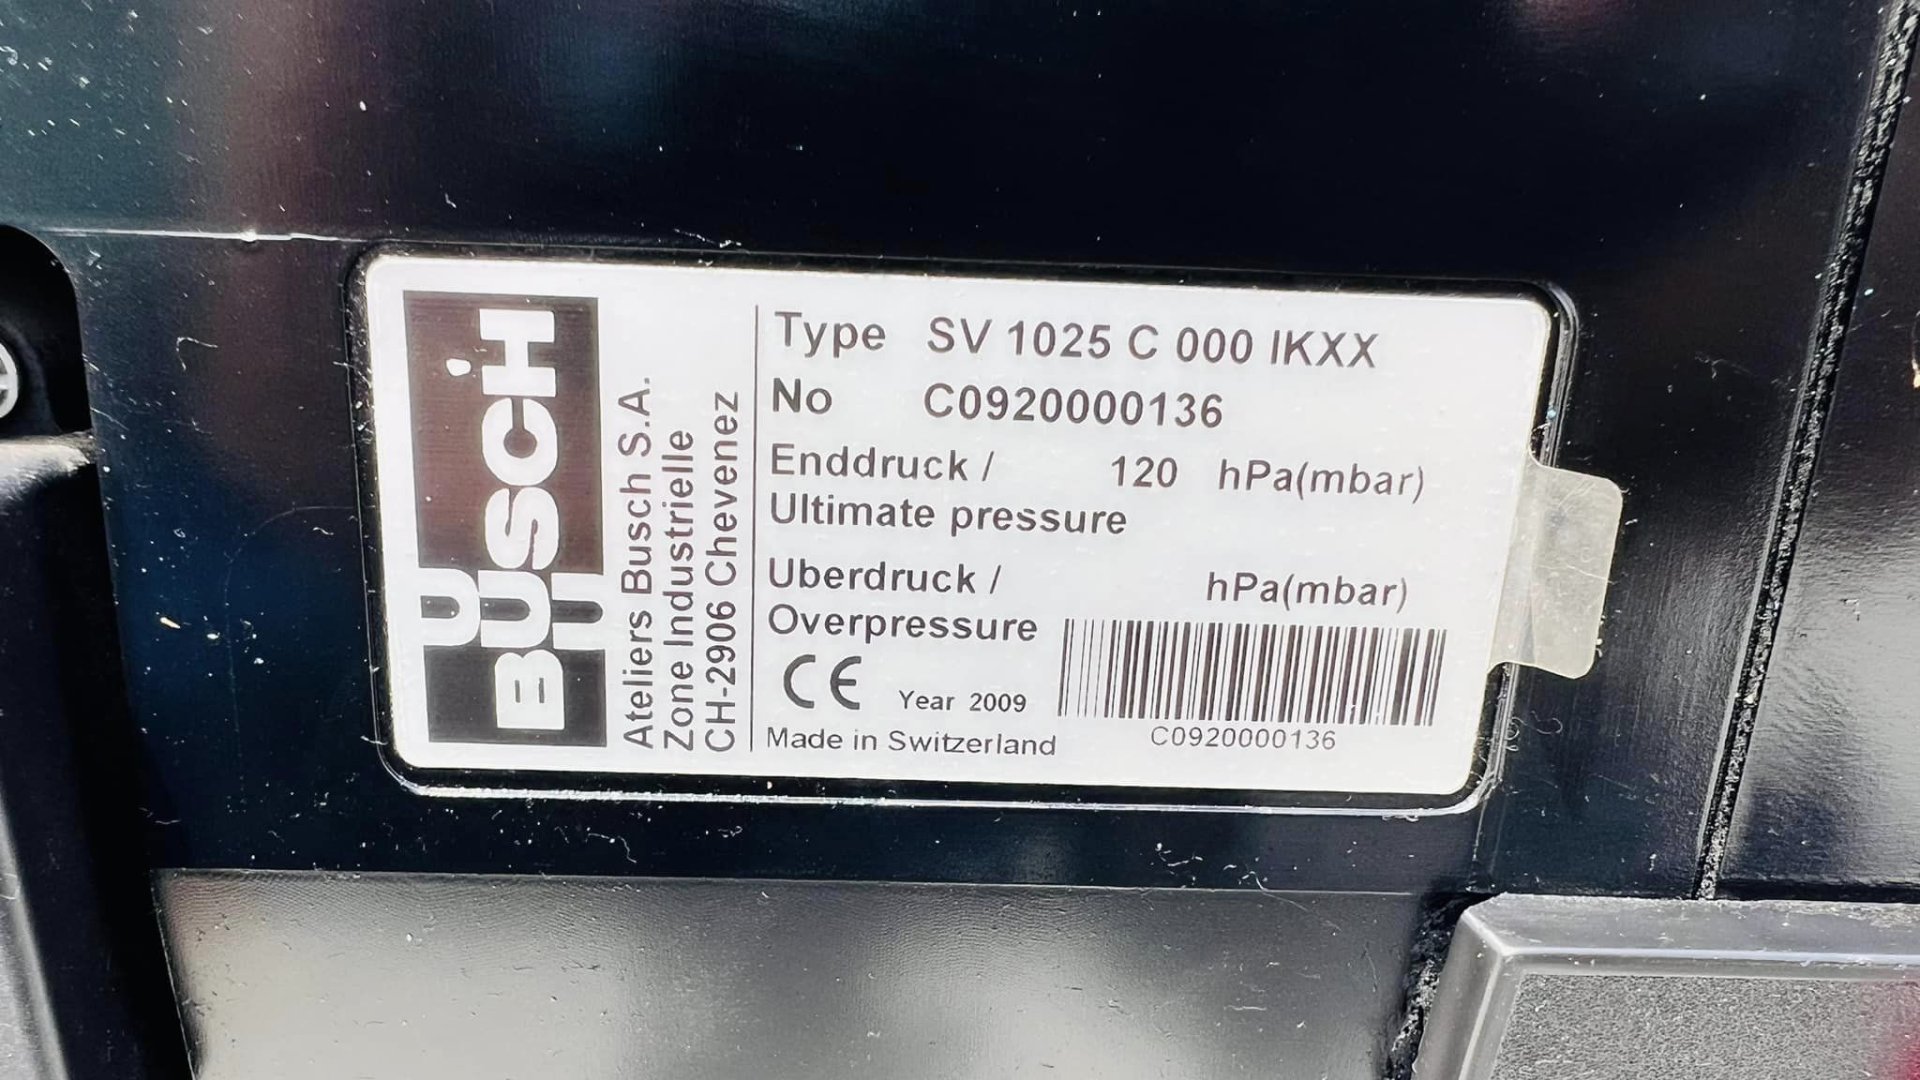 BUSCH
Ateliers Busch S.A.
Zone Industrielle
CH-2906 Chevenez
Type SV 1025 C 000 IKXX
No C0920000136
Enddruck / 120 hPa(mbar)
Ultimate pressure
Uberdruck / hPa(mbar)
Overpressure
CE Year 2009
Made in Switzerland
C0920000136